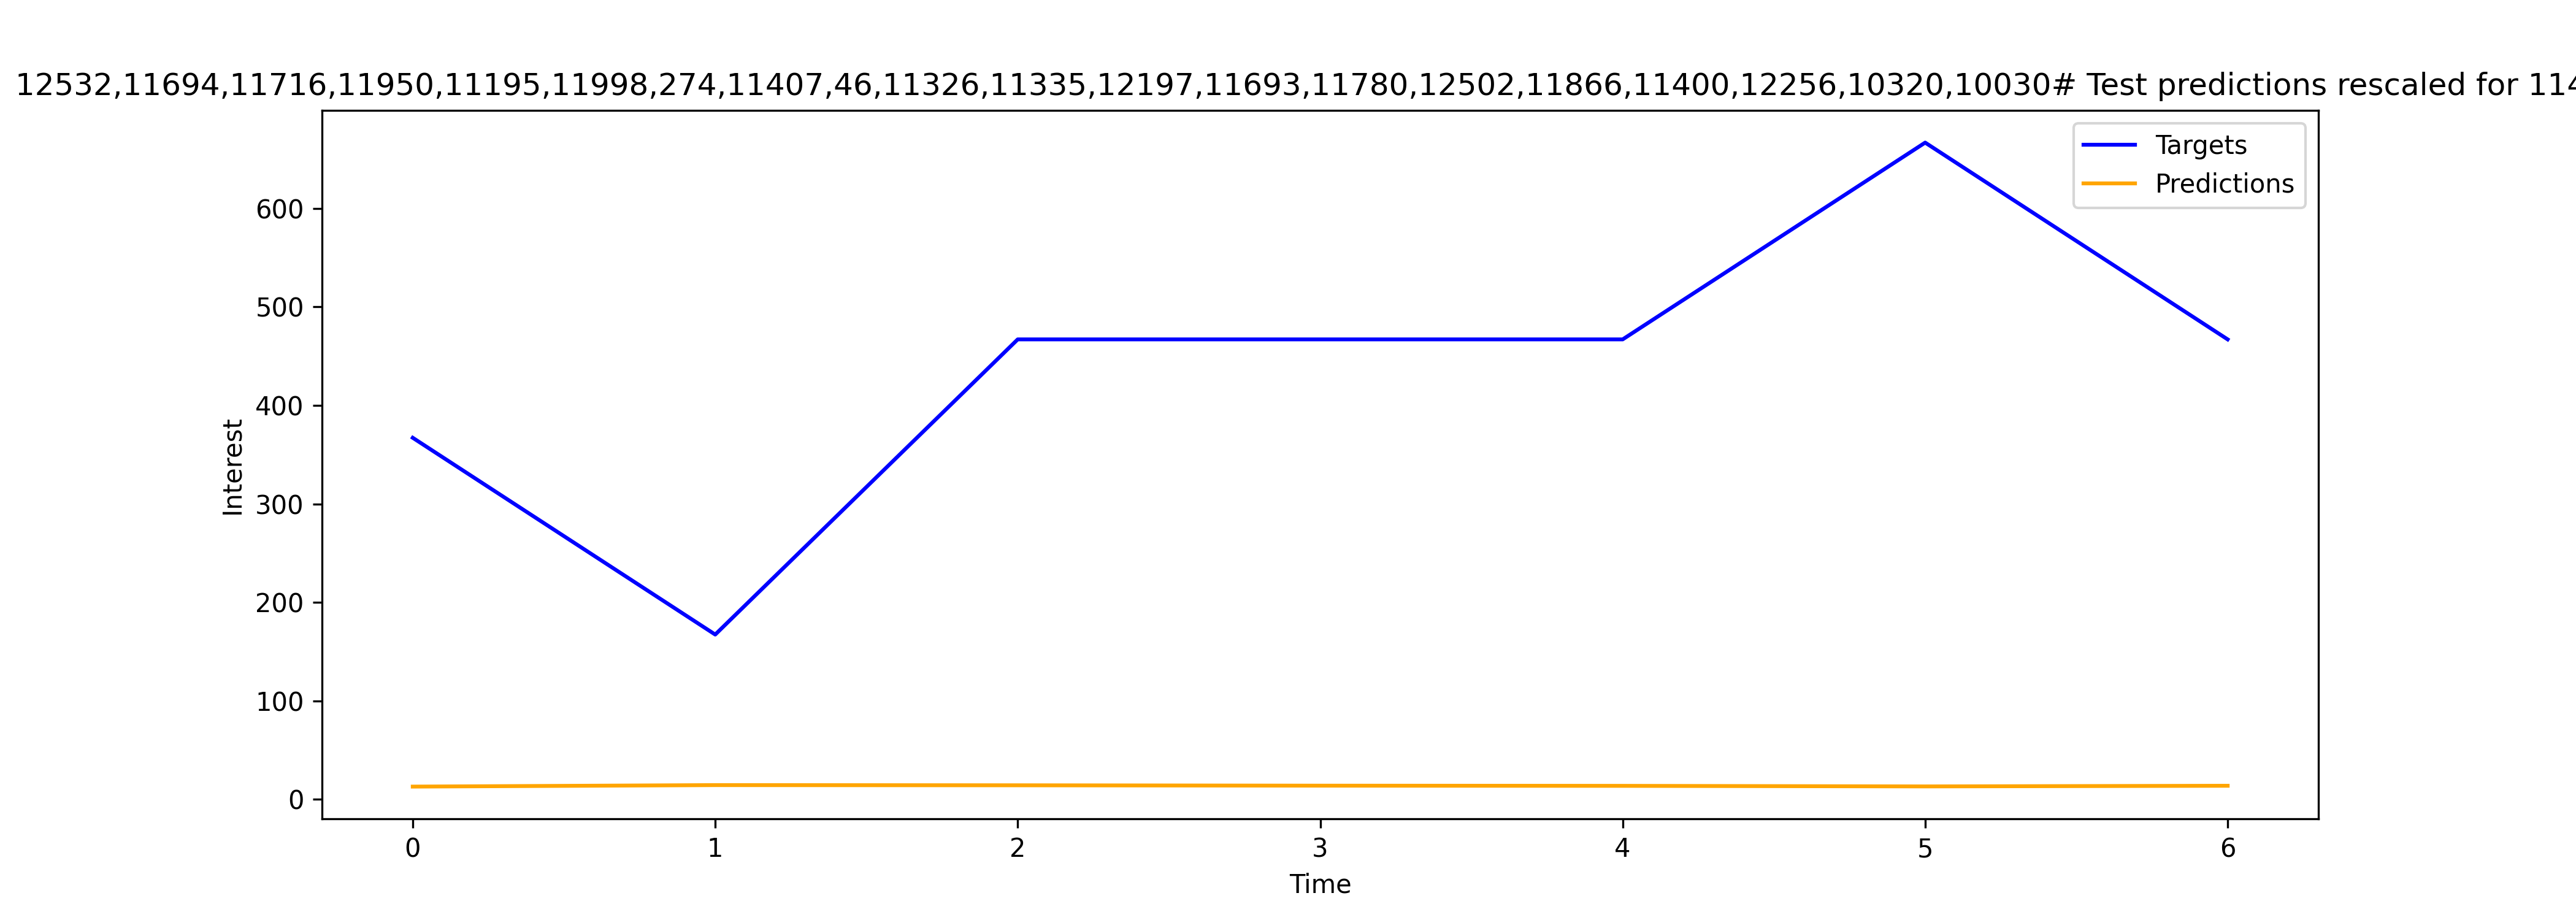 12532,11694,11716,11950,11195,11998,274,11407,46,11326,11335,12197,11693,11780,12502,11866,11400,12256,10320,10030# Test predictions rescaled for 114
Targets
Predictions
600
500
400
300
200
100
0
Interest
0 1 2 3 4 5 6
Time